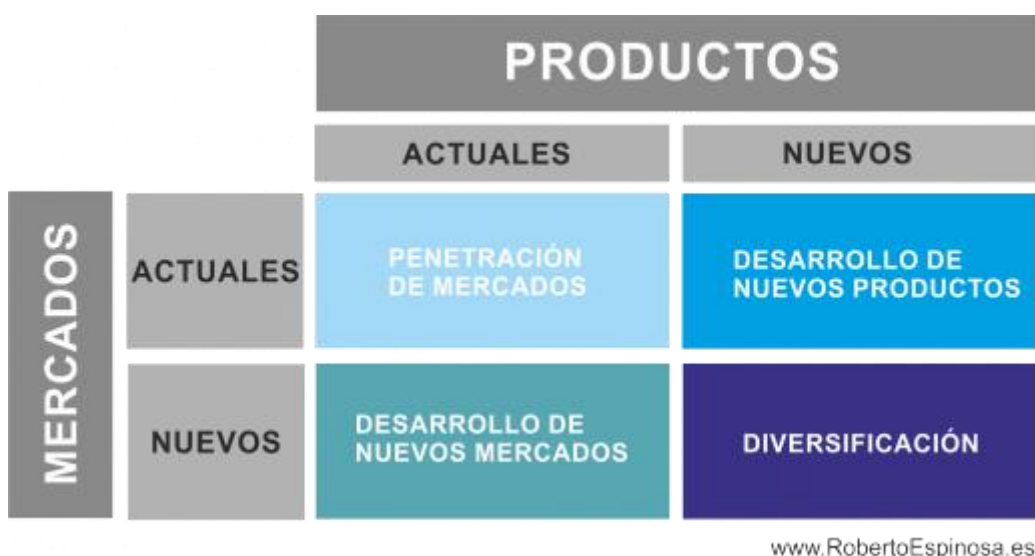 PRODUCTOS
ACTUALES
NUEVOS
MERCADOS
ACTUALES
PENETRACIÓN
DE MERCADOS
DESARROLLO DE
NUEVOS PRODUCTOS
NUEVOS
DESARROLLO DE
NUEVOS MERCADOS
DIVERSIFICACIÓN
www.RobertoEspinosa.es